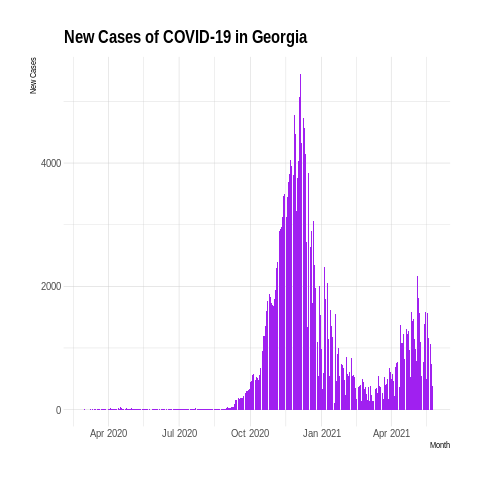 New Cases of COVID-19 in Georgia
New Cases
4000
2000
0
Apr 2020 Jul 2020 Oct 2020 Jan 2021 Apr 2021
Month